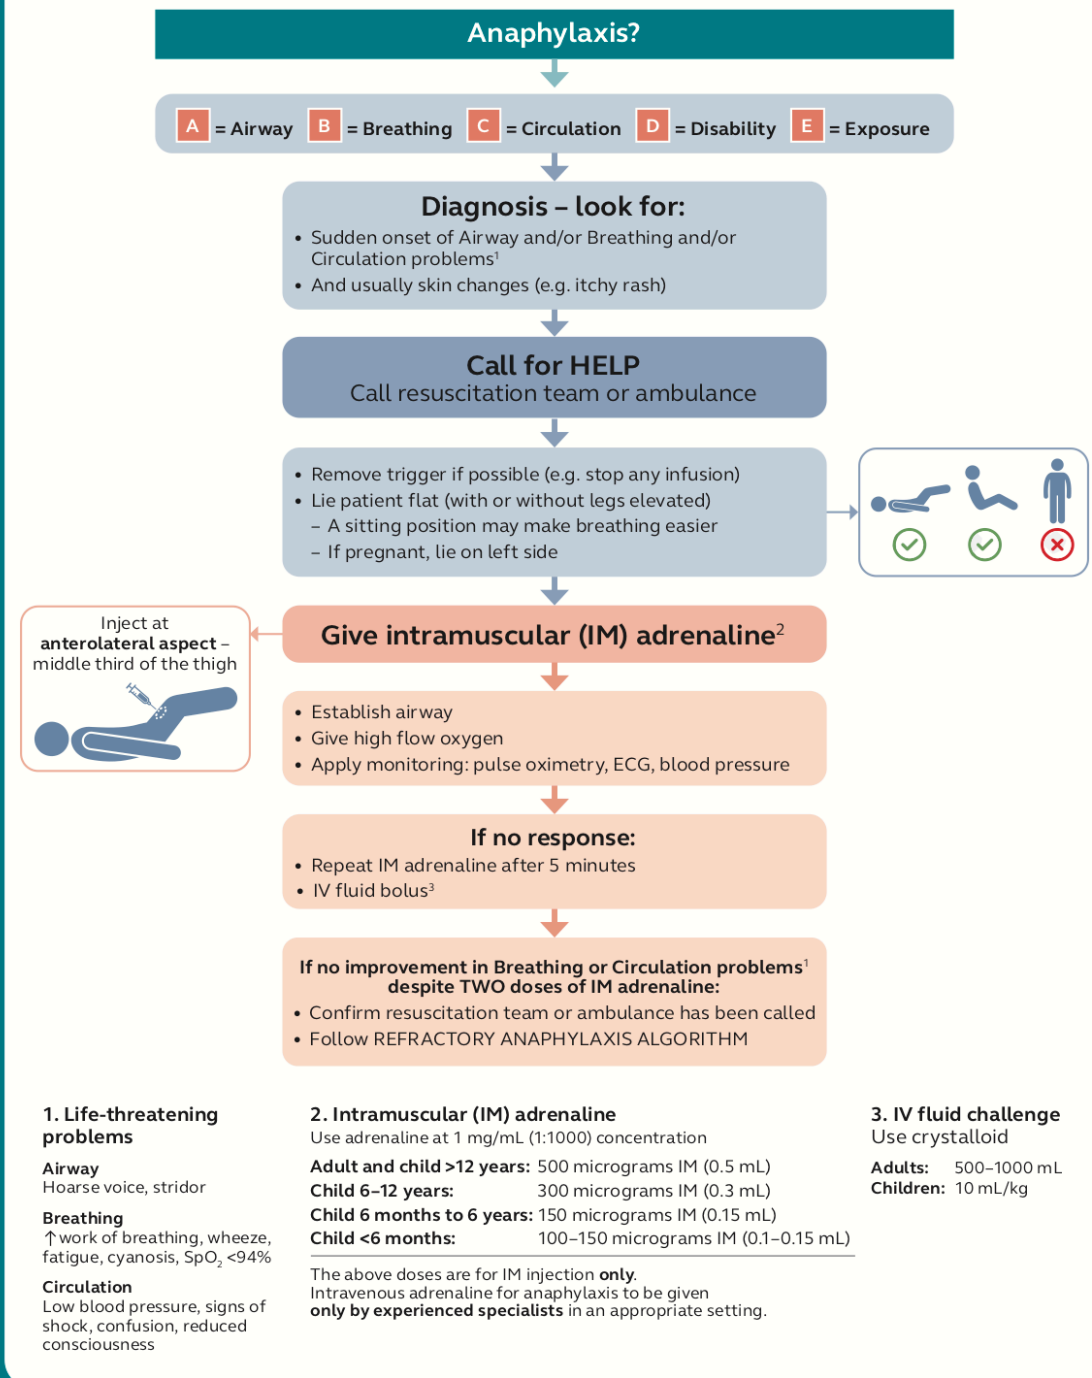 Anaphylaxis?
A = Airway B = Breathing C = Circulation D = Disability E = Exposure
Diagnosis – look for:
• Sudden onset of Airway and/or Breathing and/or
Circulation problems¹
• And usually skin changes (e.g. itchy rash)
Call for HELP
Call resuscitation team or ambulance
• Remove trigger if possible (e.g. stop any infusion)
• Lie patient flat (with or without legs elevated)
– A sitting position may make breathing easier
– If pregnant, lie on left side
Give intramuscular (IM) adrenaline²
Inject at
anterolateral aspect –
middle third of the thigh
• Establish airway
• Give high flow oxygen
• Apply monitoring: pulse oximetry, ECG, blood pressure
If no response:
• Repeat IM adrenaline after 5 minutes
• IV fluid bolus³
If no improvement in Breathing or Circulation problems¹
despite TWO doses of IM adrenaline:
• Confirm resuscitation team or ambulance has been called
• Follow REFRACTORY ANAPHYLAXIS ALGORITHM
1. Life-threatening
problems
Airway
Hoarse voice, stridor
Breathing
↑work of breathing, wheeze,
fatigue, cyanosis, SpO₂ <94%
Circulation
Low blood pressure, signs of
shock, confusion, reduced
consciousness
2. Intramuscular (IM) adrenaline
Use adrenaline at 1 mg/mL (1:1000) concentration
Adult and child >12 years: 500 micrograms IM (0.5 mL)
Child 6–12 years: 300 micrograms IM (0.3 mL)
Child 6 months to 6 years: 150 micrograms IM (0.15 mL)
Child <6 months: 100–150 micrograms IM (0.1–0.15 mL)
The above doses are for IM injection only.
Intravenous adrenaline for anaphylaxis to be given
only by experienced specialists in an appropriate setting.
3. IV fluid challenge
Use crystalloid
Adults: 500–1000 mL
Children: 10 mL/kg